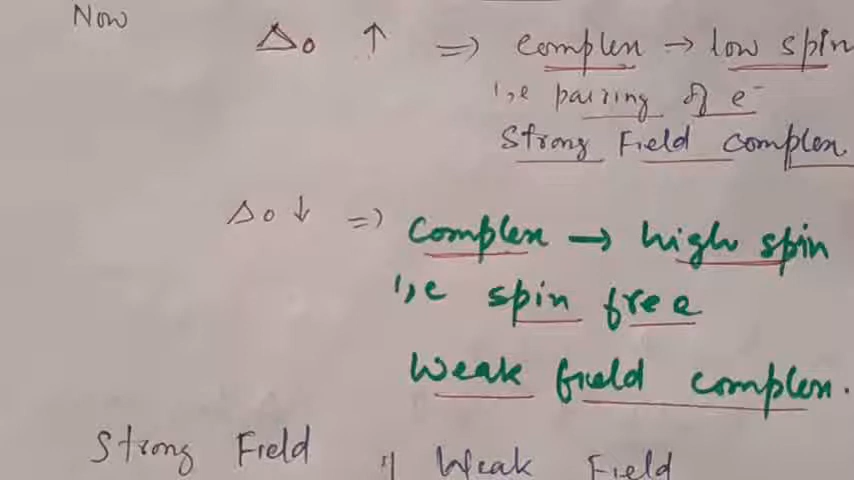 Now
Δo ↑ => Complex → low spin
i,e pairing of e-
Strong Field complex
Δo ↓ => Complex → high spin
i,e spin free
Weak field complex.
Strong Field Weak Field